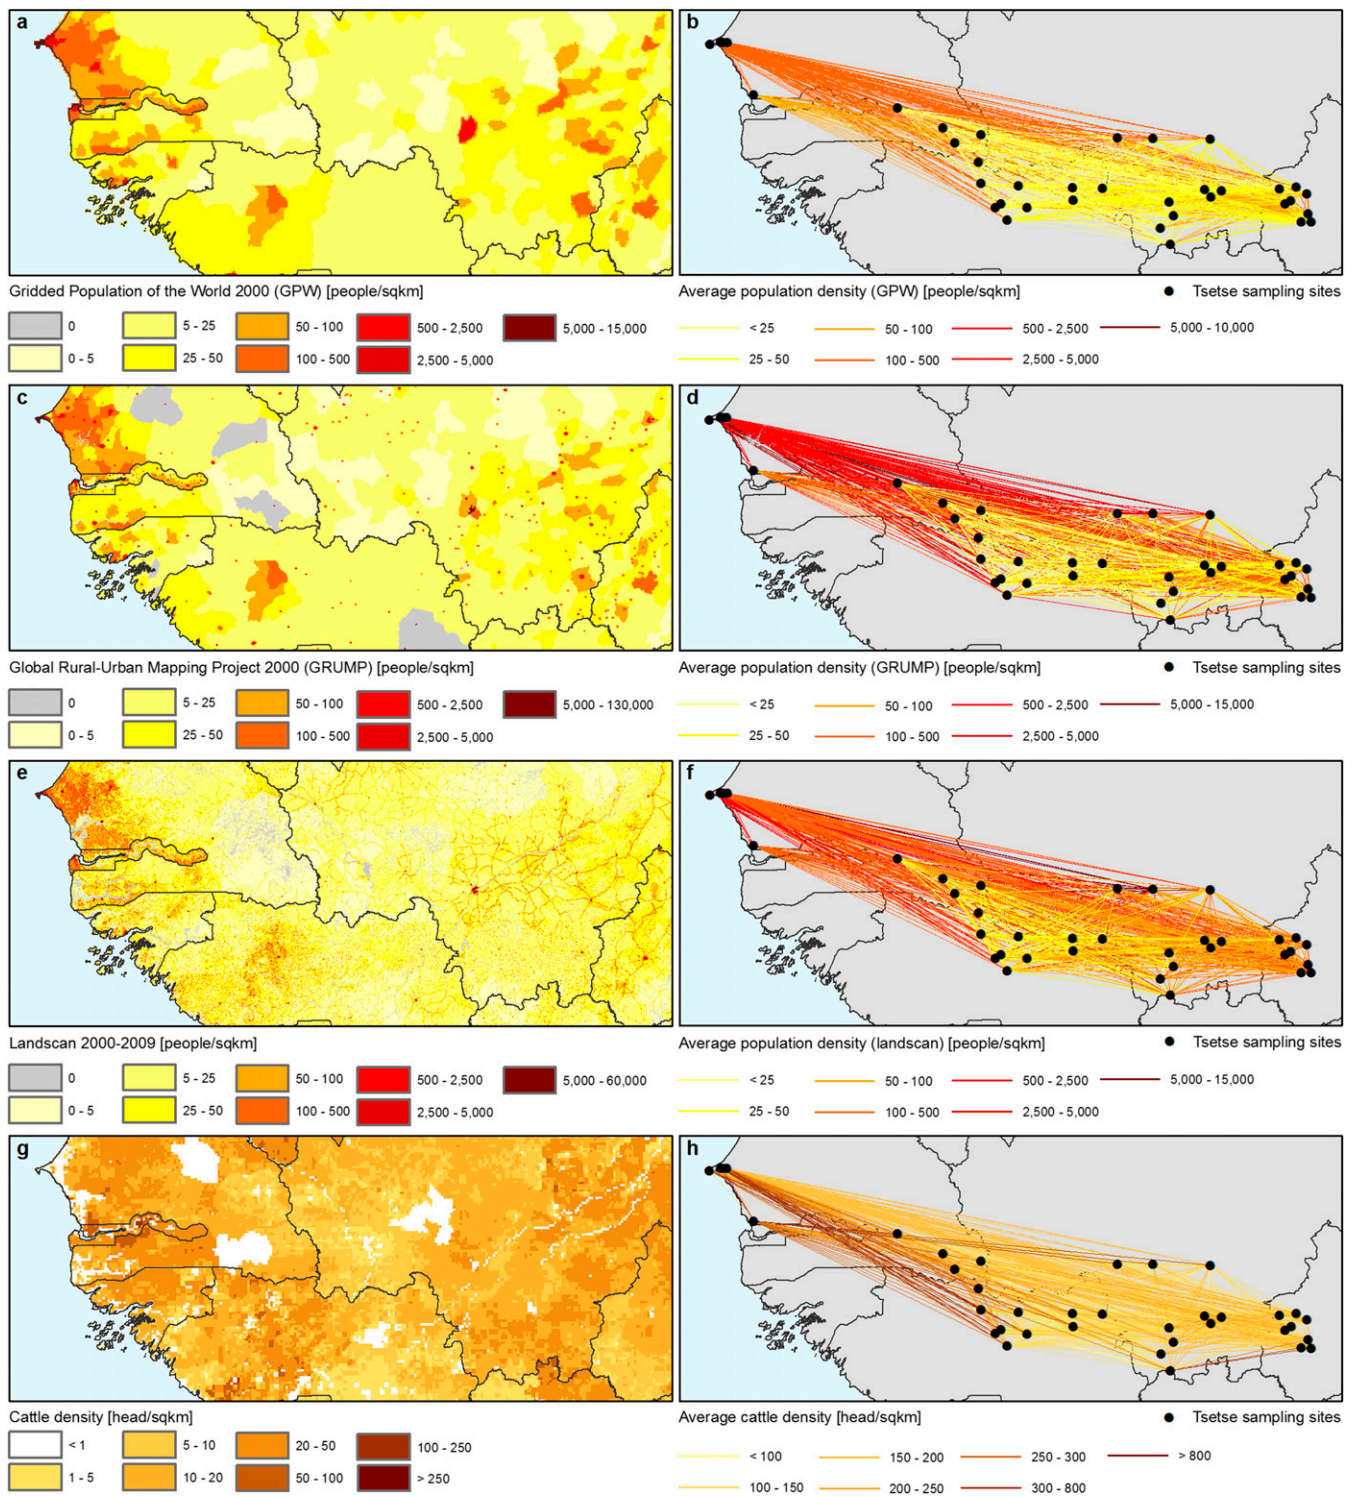 a
b
Gridded Population of the World 2000 (GPW) [people/sqkm]
0
5 - 25
50 - 100
500 - 2,500
5,000 - 15,000
0 - 5
25 - 50
100 - 500
2,500 - 5,000
Average population density (GPW) [people/sqkm]
Tsetse sampling sites
< 25
50 - 100
500 - 2,500
5,000 - 10,000
25 - 50
100 - 500
2,500 - 5,000
c
d
Global Rural-Urban Mapping Project 2000 (GRUMP) [people/sqkm]
0
5 - 25
50 - 100
500 - 2,500
5,000 - 130,000
0 - 5
25 - 50
100 - 500
2,500 - 5,000
Average population density (GRUMP) [people/sqkm]
Tsetse sampling sites
< 25
50 - 100
500 - 2,500
5,000 - 15,000
25 - 50
100 - 500
2,500 - 5,000
e
f
Landscan 2000-2009 [people/sqkm]
0
5 - 25
50 - 100
500 - 2,500
5,000 - 60,000
0 - 5
25 - 50
100 - 500
2,500 - 5,000
Average population density (landscan) [people/sqkm]
Tsetse sampling sites
< 25
50 - 100
500 - 2,500
5,000 - 15,000
25 - 50
100 - 500
2,500 - 5,000
g
h
Cattle density [head/sqkm]
< 1
5 - 10
20 - 50
100 - 250
1 - 5
10 - 20
50 - 100
> 250
Average cattle density [head/sqkm]
Tsetse sampling sites
< 100
150 - 200
250 - 300
> 800
100 - 150
200 - 250
300 - 800